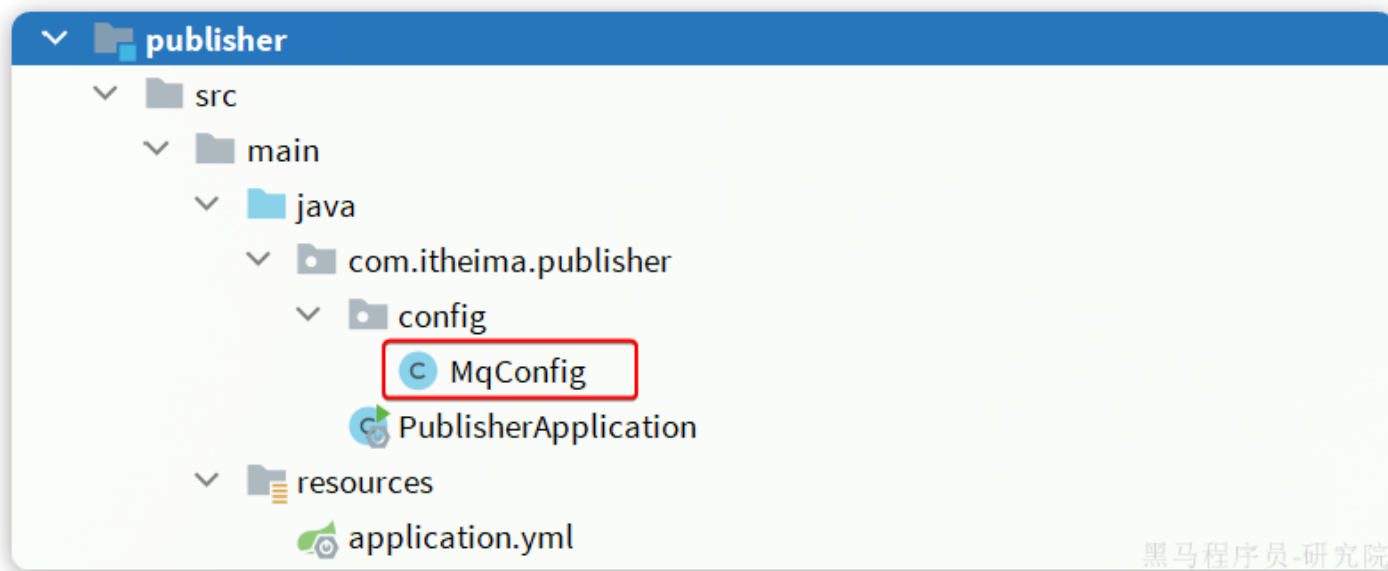 publisher
src
main
java
com.itheima.publisher
config
MqConfig
PublisherApplication
resources
application.yml
黑马程序员-研究院